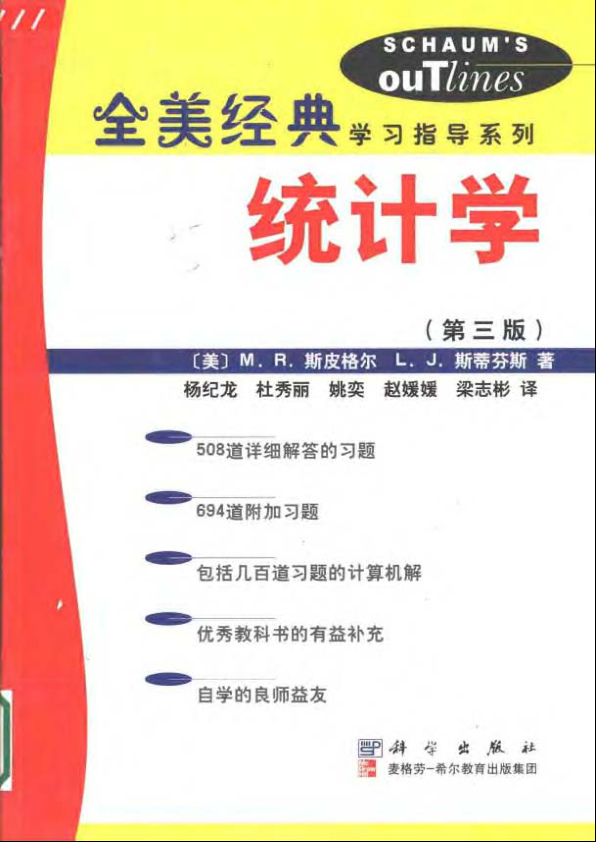 SCHAUM'S
ouTlines
全美经典学习指导系列
统计学
（第三版）
〔美〕M. R. 斯皮格尔 L. J. 斯蒂芬斯 著
杨纪龙 杜秀丽 姚奕 赵媛媛 梁志彬 译
508道详细解答的习题
694道附加习题
包括几百道习题的计算机解
优秀教科书的有益补充
自学的良师益友
科学出版社
麦格劳-希尔教育出版集团